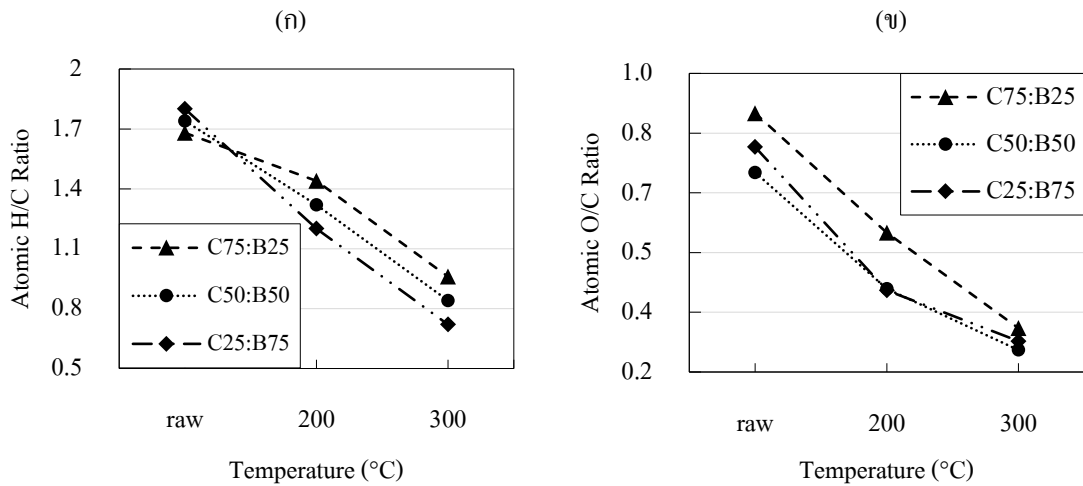 (ก)
2
1.7
1.4
1.1
0.8
0.5
Atomic H/C Ratio
C75:B25
C50:B50
C25:B75
raw 200 300
Temperature (°C)
(ข)
1.0
0.8
0.7
0.5
0.4
0.2
Atomic O/C Ratio
C75:B25
C50:B50
C25:B75
raw 200 300
Temperature (°C)